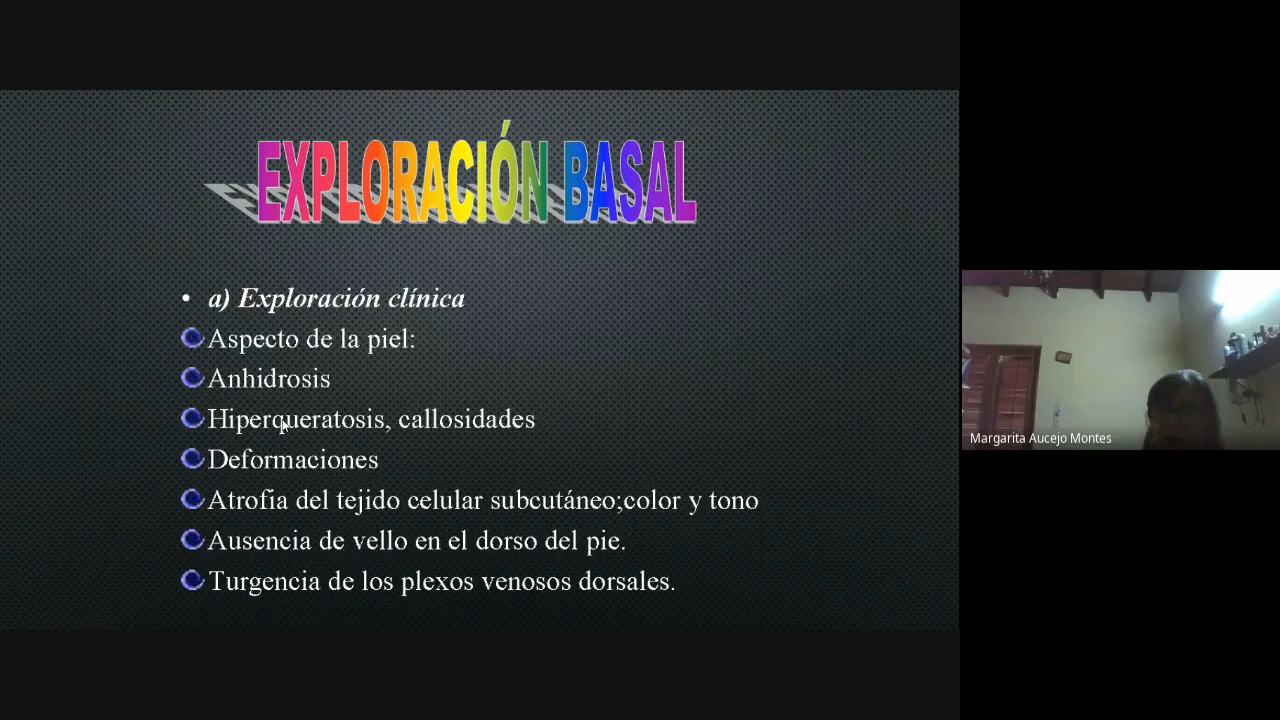 EXPLORACIÓN BASAL
• a) Exploración clínica
Aspecto de la piel:
Anhidrosis
Hiperqueratosis, callosidades
Deformaciones
Atrofia del tejido celular subcutáneo;color y tono
Ausencia de vello en el dorso del pie.
Turgencia de los plexos venosos dorsales.
Margarita Aucejo Montes